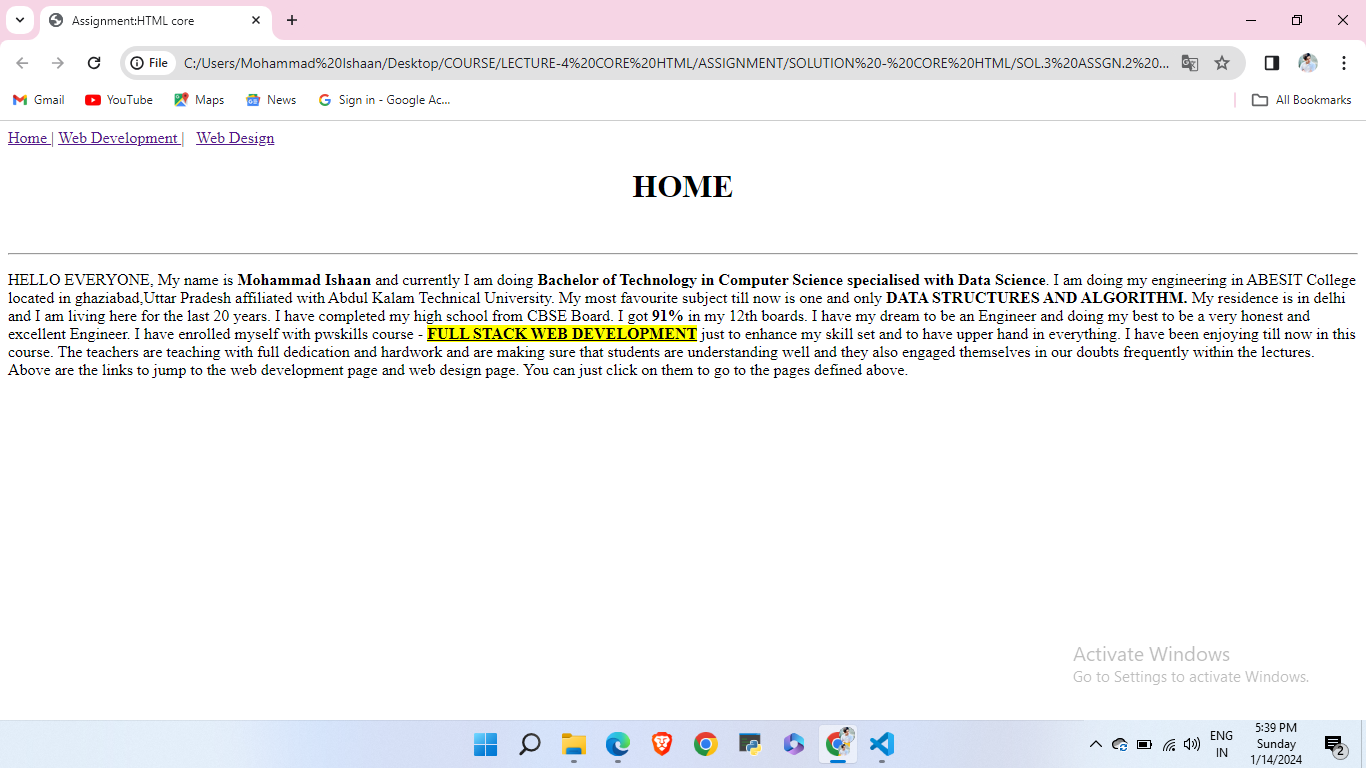 Assignment:HTML core
File
C:/Users/Mohammad%20Ishaan/Desktop/COURSE/LECTURE-4%20CORE%20HTML/ASSIGNMENT/SOLUTION%20-%20CORE%20HTML/SOL.3%20ASSGN.2%20...
Gmail YouTube Maps News Sign in - Google Ac... All Bookmarks
Home | Web Development | Web Design
HOME
HELLO EVERYONE, My name is Mohammad Ishaan and currently I am doing Bachelor of Technology in Computer Science specialised with Data Science. I am doing my engineering in ABESIT College
located in ghaziabad,Uttar Pradesh affiliated with Abdul Kalam Technical University. My most favourite subject till now is one and only DATA STRUCTURES AND ALGORITHM. My residence is in delhi
and I am living here for the last 20 years. I have completed my high school from CBSE Board. I got 91% in my 12th boards. I have my dream to be an Engineer and doing my best to be a very honest and
excellent Engineer. I have enrolled myself with pwskills course - FULL STACK WEB DEVELOPMENT just to enhance my skill set and to have upper hand in everything. I have been enjoying till now in this
course. The teachers are teaching with full dedication and hardwork and are making sure that students are understanding well and they also engaged themselves in our doubts frequently within the lectures.
Above are the links to jump to the web development page and web design page. You can just click on them to go to the pages defined above.
Activate Windows
Go to Settings to activate Windows.
ENG
IN
5:39 PM
Sunday
1/14/2024
2